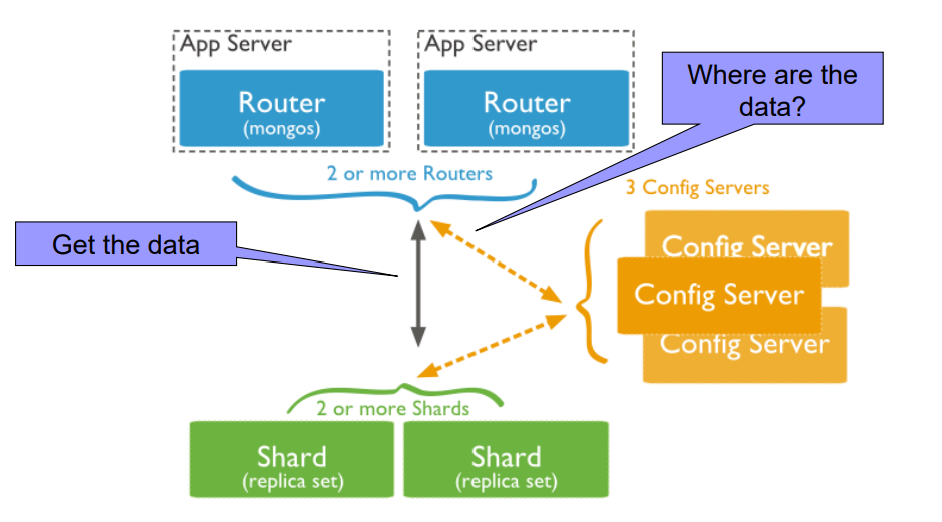 App Server
Router
(mongos)
App Server
Router
(mongos)
Where are the
data?
2 or more Routers
3 Config Servers
Get the data
Config Server
Config Server
Config Server
2 or more Shards
Shard
(replica set)
Shard
(replica set)